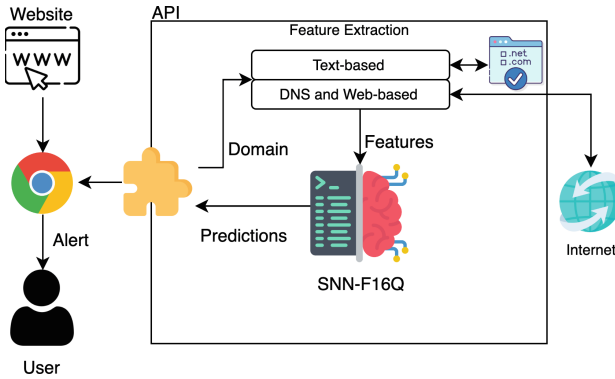 Website
API
WWW
Feature Extraction
Text-based
.net
.com
DNS and Web-based
Domain
Features
Alert
Predictions
Internet
SNN-F16Q
User